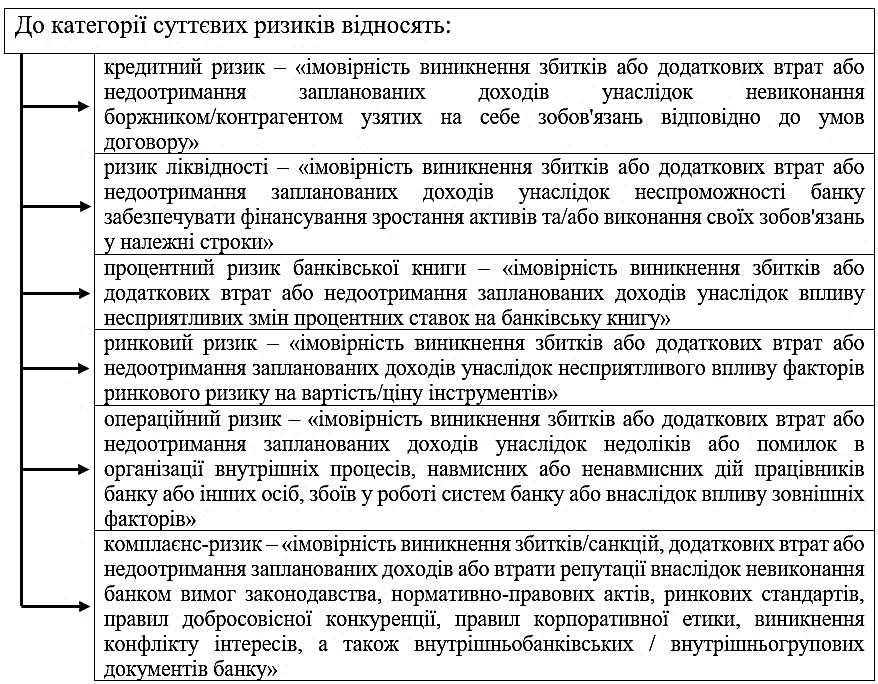 До категорії суттєвих ризиків відносять:
кредитний ризик – «імовірність виникнення збитків або додаткових втрат або
недоотримання запланованих доходів унаслідок невиконання
боржником/контрагентом узятих на себе зобов'язань відповідно до умов
договору»
ризик ліквідності – «імовірність виникнення збитків або додаткових втрат або
недоотримання запланованих доходів унаслідок неспроможності банку
забезпечувати фінансування зростання активів та/або виконання своїх зобов'язань
у належні строки»
процентний ризик банківської книги – «імовірність виникнення збитків або
додаткових втрат або недоотримання запланованих доходів унаслідок впливу
несприятливих змін процентних ставок на банківську книгу»
ринковий ризик – «імовірність виникнення збитків або додаткових втрат або
недоотримання запланованих доходів унаслідок несприятливого впливу факторів
ринкового ризику на вартість/ціну інструментів»
операційний ризик – «імовірність виникнення збитків або додаткових втрат або
недоотримання запланованих доходів унаслідок недоліків або помилок в
організації внутрішніх процесів, навмисних або ненавмисних дій працівників
банку або інших осіб, збоїв у роботі систем банку або внаслідок впливу зовнішніх
факторів»
комплаєнс-ризик – «імовірність виникнення збитків/санкцій, додаткових втрат або
недоотримання запланованих доходів або втрати репутації внаслідок невиконання
банком вимог законодавства, нормативно-правових актів, ринкових стандартів,
правил добросовісної конкуренції, правил корпоративної етики, виникнення
конфлікту інтересів, а також внутрішньобанківських / внутрішньогрупових
документів банку»